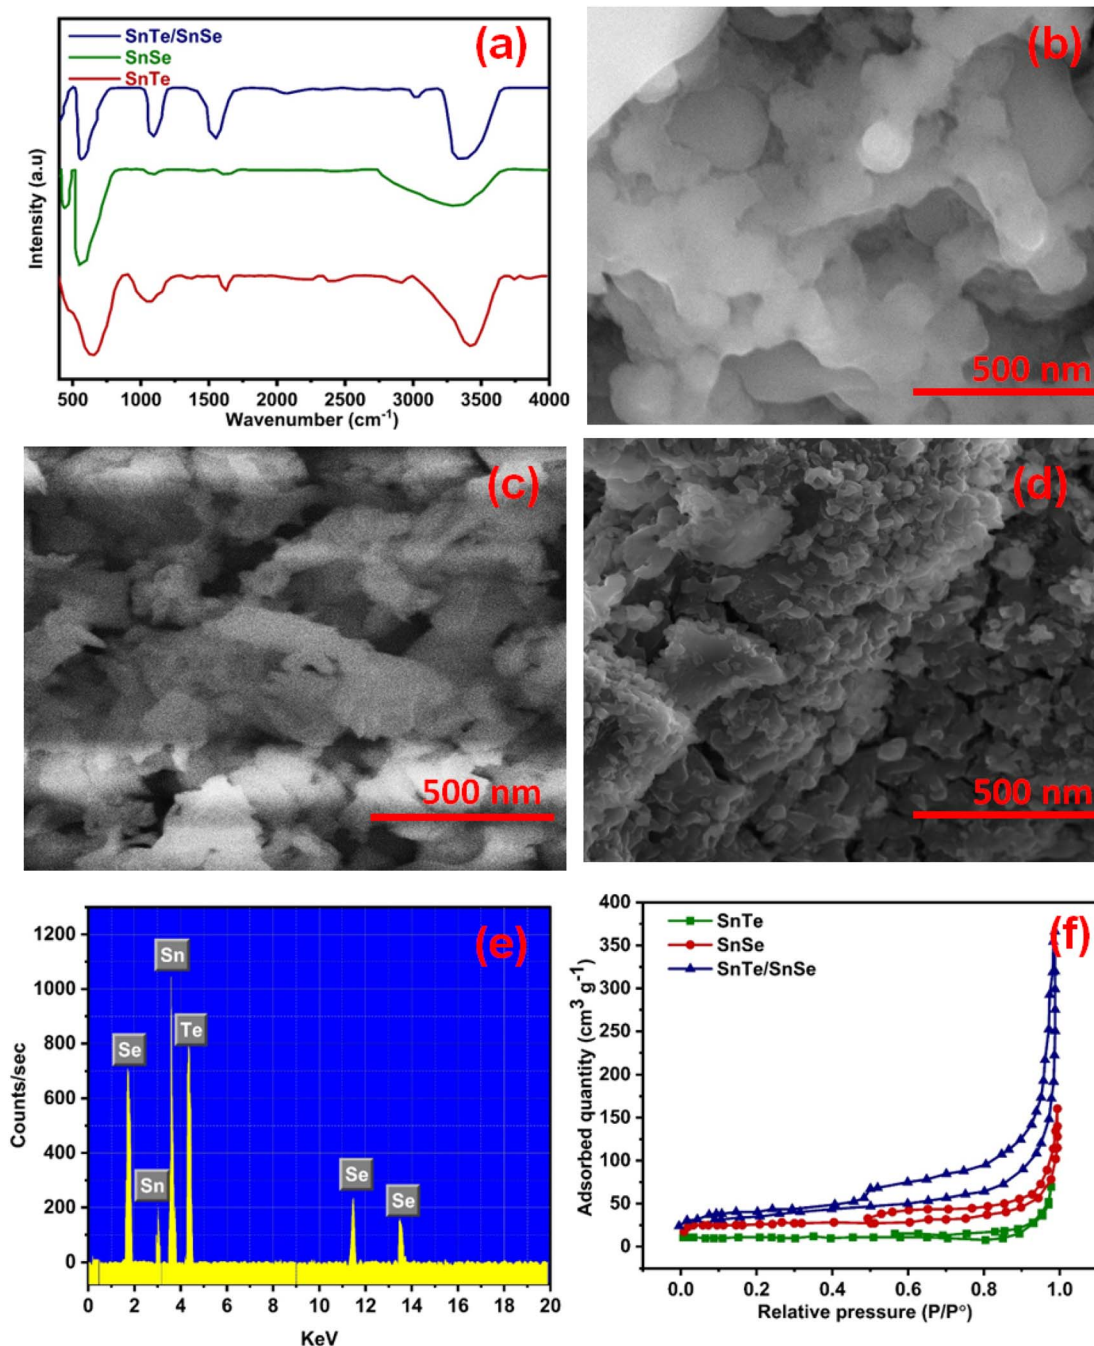 SnTe/SnSe
SnSe
SnTe
(a)
Intensity (a.u)
500 1000 1500 2000 2500 3000 3500 4000
Wavenumber (cm-1)
(b)
500 nm
(c)
500 nm
(d)
500 nm
(e)
Counts/sec
1200
1000
800
600
400
200
0
Sn
Te
Se
Sn
Se
Se
0 2 4 6 8 10 12 14 16 18 20
KeV
(f)
SnTe
SnSe
SnTe/SnSe
Adsorbed quantity (cm3 g-1)
400
350
300
250
200
150
100
50
0
0.0 0.2 0.4 0.6 0.8 1.0
Relative pressure (P/Po)